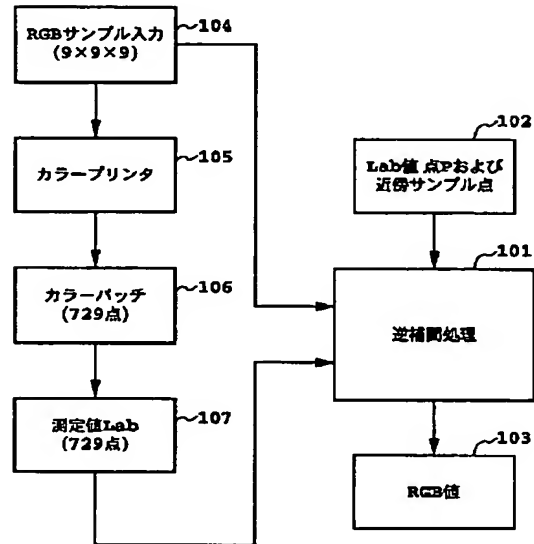 RGBサンプル入力
(9×9×9)
104
カラープリンタ
105
カラーパッチ
(729点)
106
測定値Lab
(729点)
107
102
Lab値 点Pおよび
近傍サンプル点
101
逆補間処理
103
RGB値